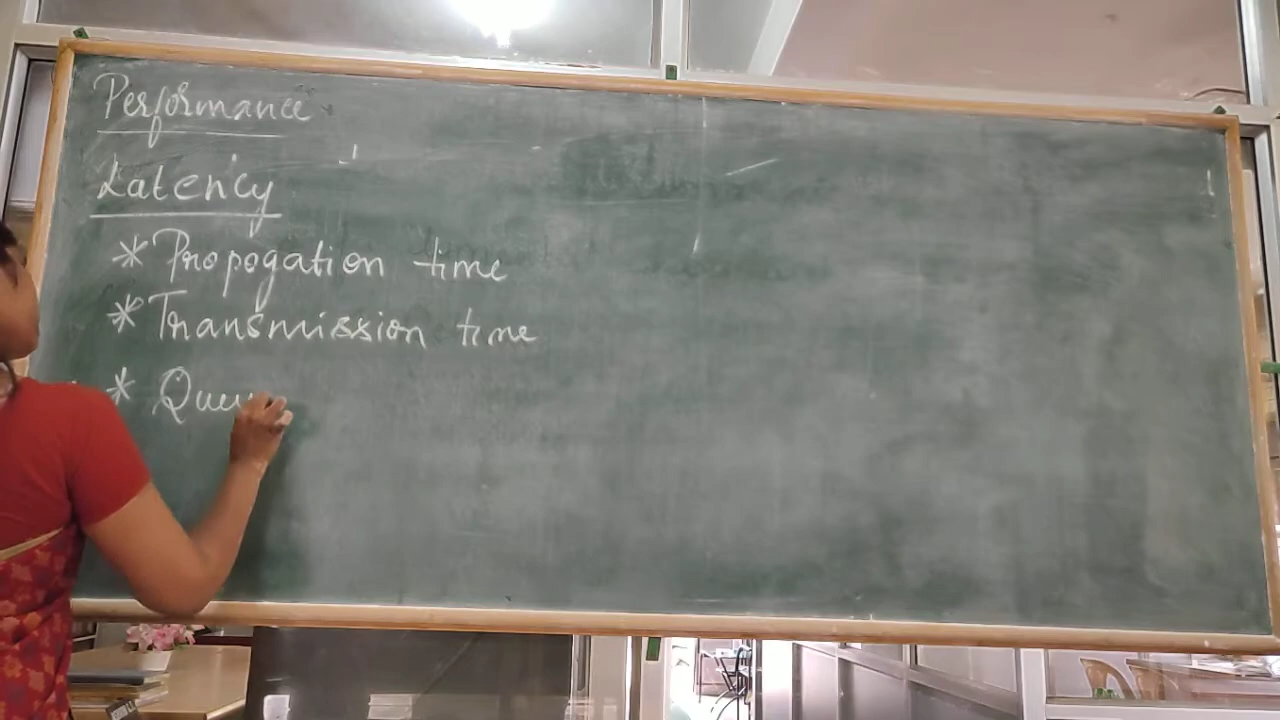 Performance
Latency
* Propogation time
* Transmission time
* Queu